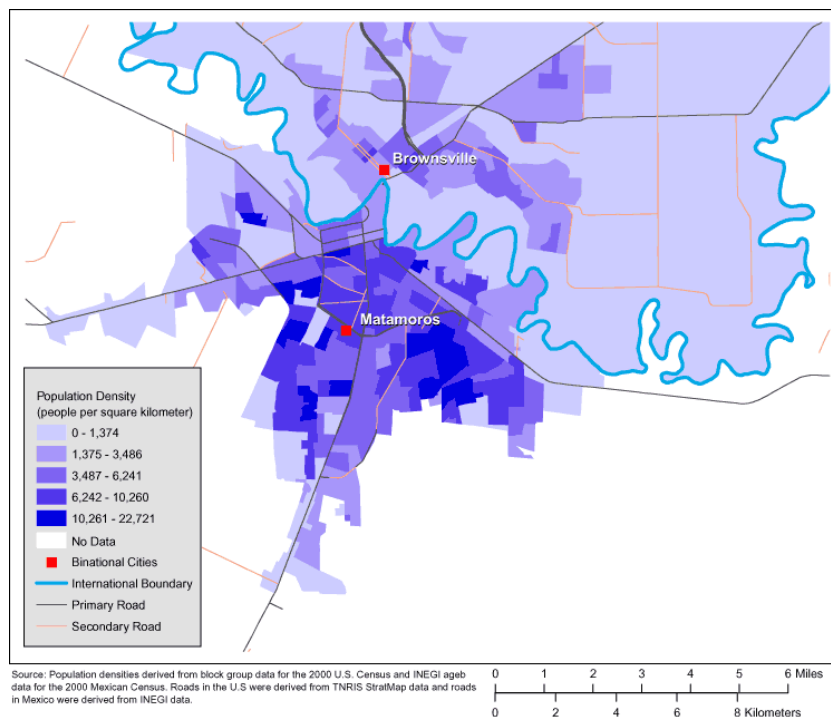 Brownsville
Matamoros
Population Density
(people per square kilometer)
0 - 1,374
1,375 - 3,486
3,487 - 6,241
6,242 - 10,260
10,261 - 22,721
No Data
Binational Cities
International Boundary
Primary Road
Secondary Road
Source: Population densities derived from block group data for the 2000 U.S. Census and INEGI ageb
data for the 2000 Mexican Census. Roads in the U.S were derived from TNRIS StratMap data and roads
in Mexico were derived from INEGI data.
0 1 2 3 4 5 6 Miles
0 2 4 6 8 Kilometers